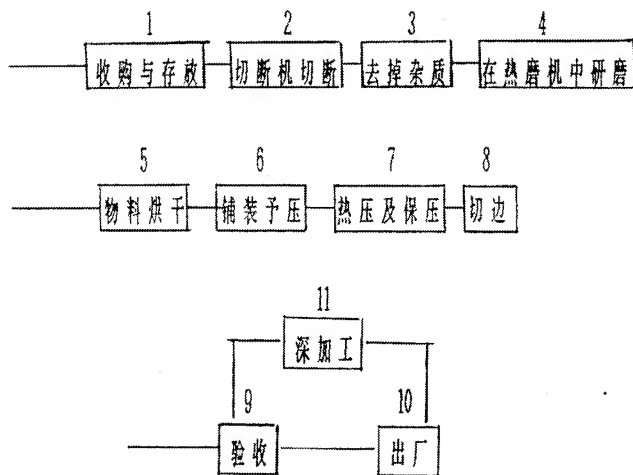 1 2 3 4
收购与存放 切断机切断 去掉杂质 在热磨机中研磨
5 6 7 8
物料烘干 铺装予压 热压及保压 切边
11
深加工
9 10
验收 出厂